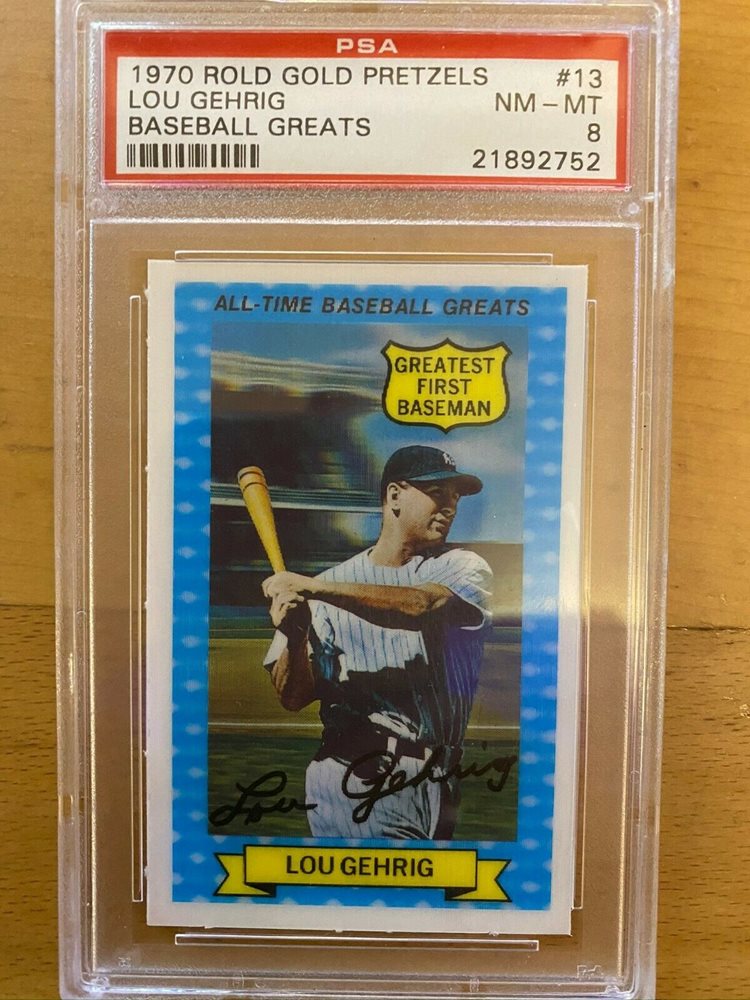 PSA
1970 ROLD GOLD PRETZELS #13
LOU GEHRIG NM-MT
BASEBALL GREATS 8
21892752
ALL-TIME BASEBALL GREATS
GREATEST
FIRST
BASEMAN
Lou Gehrig
LOU GEHRIG